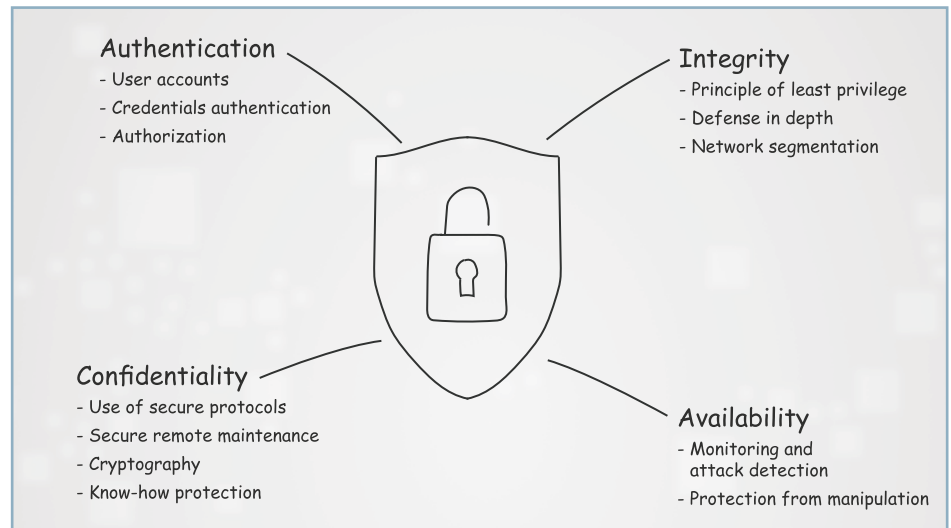 Authentication
- User accounts
- Credentials authentication
- Authorization
Integrity
- Principle of least privilege
- Defense in depth
- Network segmentation
Confidentiality
- Use of secure protocols
- Secure remote maintenance
- Cryptography
- Know-how protection
Availability
- Monitoring and
attack detection
- Protection from manipulation